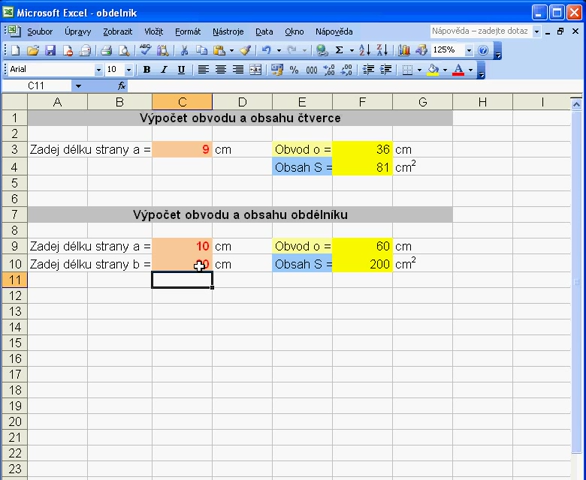 Microsoft Excel - obdelník
Soubor Úpravy Zobrazit Vložit Formát Nástroje Data Okno Nápověda Nápověda – zadejte dotaz
125%
Arial 10 B I U
C11 fx
A B C D E F G H I
1 Výpočet obvodu a obsahu čtverce
2
3 Zadej délku strany a = 9 cm Obvod o = 36 cm
4 Obsah S = 81 cm²
5
6
7 Výpočet obvodu a obsahu obdélníku
8
9 Zadej délku strany a = 10 cm Obvod o = 60 cm
10 Zadej délku strany b = cm Obsah S = 200 cm²
11
12
13
14
15
16
17
18
19
20
21
22
23